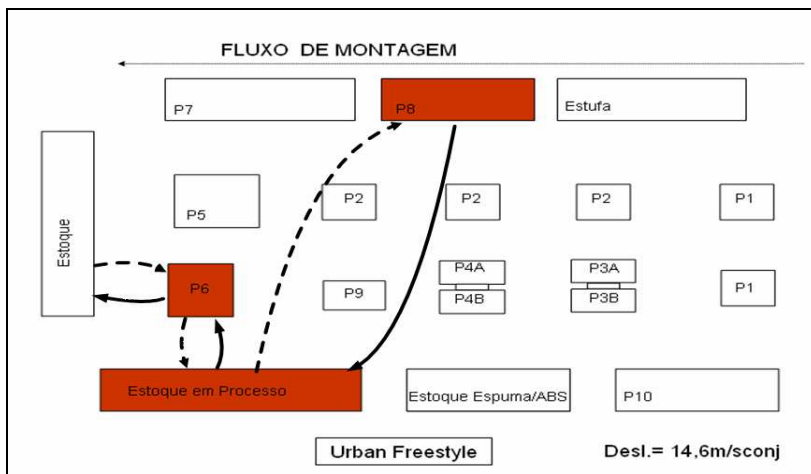 FLUXO DE MONTAGEM
P7
P8
Estufa
Estoque
P5
P2
P2
P2
P1
P6
P9
P4A
P4B
P3A
P3B
P1
Estoque em Processo
Estoque Espuma/ABS
P10
Urban Freestyle
Desl.= 14,6m/sconj